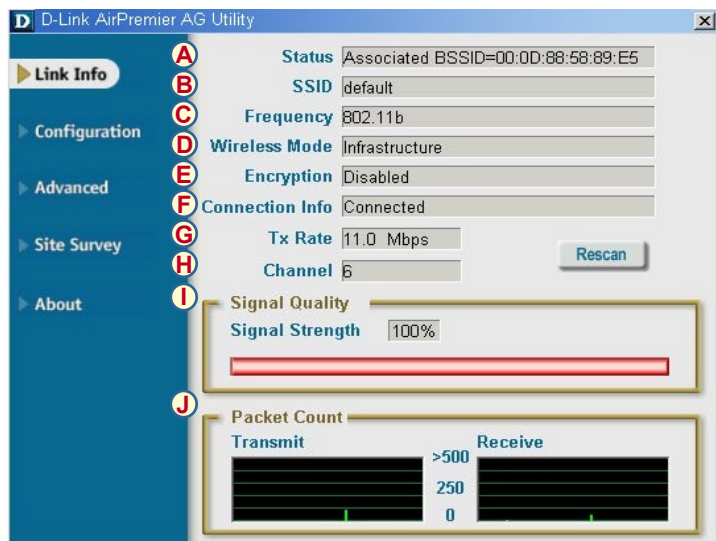 D D-Link AirPremier AG Utility
Link Info
Configuration
Advanced
Site Survey
About
A Status Associated BSSID=00:0D:88:58:89:E5
B SSID default
C Frequency 802.11b
D Wireless Mode Infrastructure
E Encryption Disabled
F Connection Info Connected
G Tx Rate 11.0 Mbps
H Channel 6
Rescan
I Signal Quality
Signal Strength 100%
J Packet Count
Transmit Receive
>500
250
0